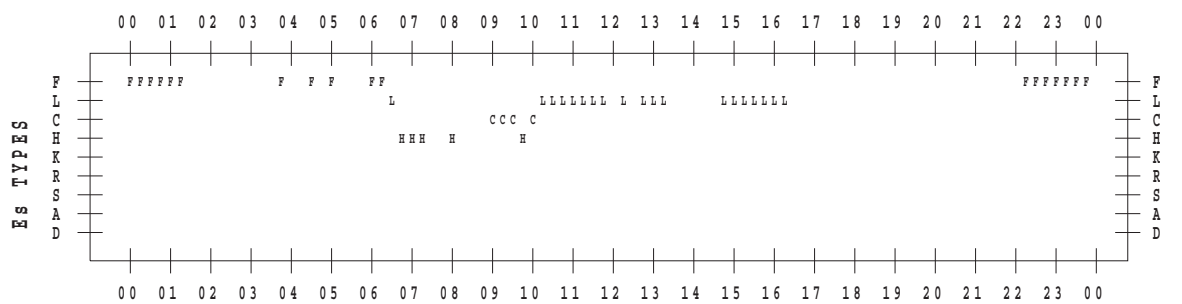 00 01 02 03 04 05 06 07 08 09 10 11 12 13 14 15 16 17 18 19 20 21 22 23 00
F FFFFFF F F F FF FFFFFFF F
L L LLLLLLL L LLL LLLLLLL L
C CCC C C
H HHH H H H
K K
R R
S S
A A
D D
Es TYPES
00 01 02 03 04 05 06 07 08 09 10 11 12 13 14 15 16 17 18 19 20 21 22 23 00